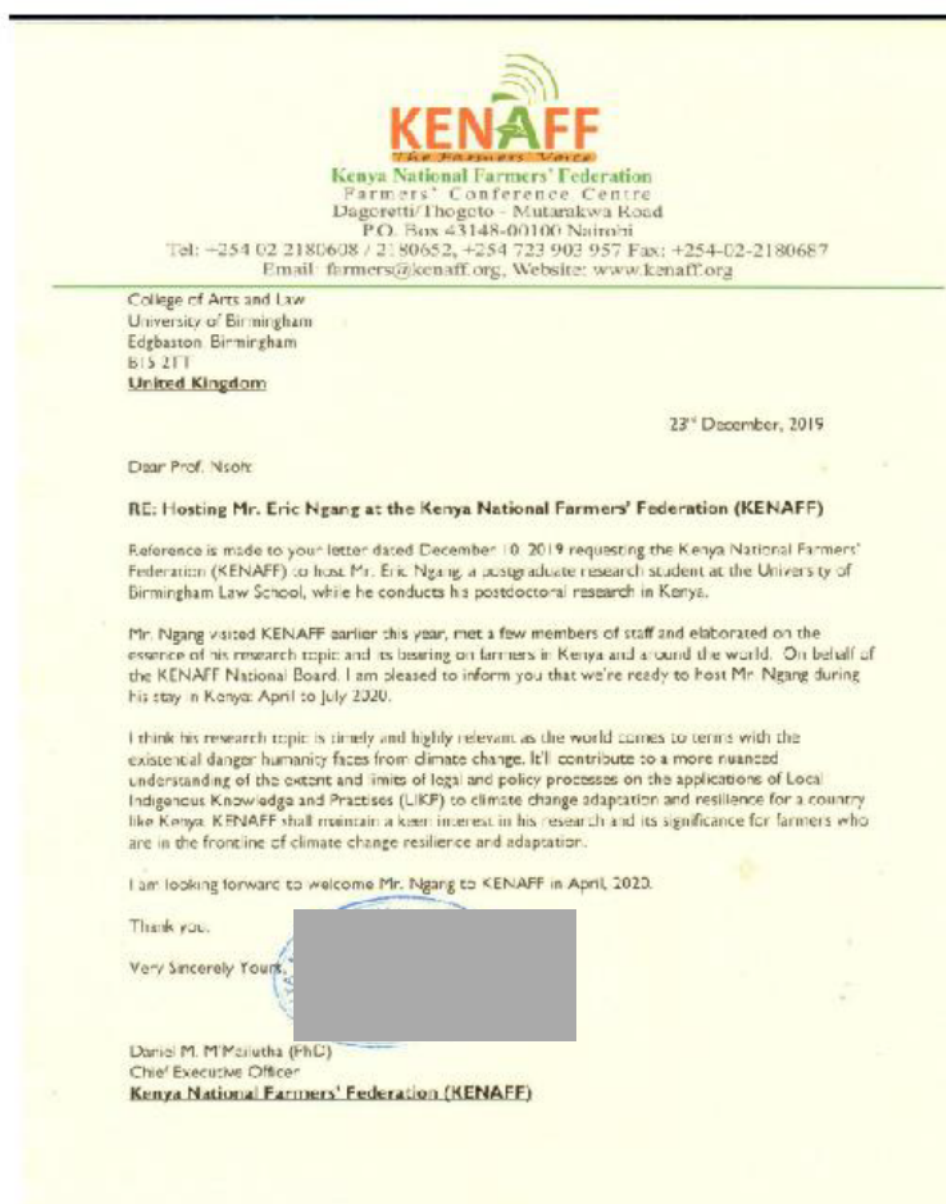 KENAFF
The Farmers Voice
Kenya National Farmers' Federation
Farmers' Conference Centre
Dagoretti/Thogoto - Mutarakwa Road
P.O. Box 43148-00100 Nairobi
Tel: +254 02 2180608 / 2180652, +254 723 903 957 Fax: +254-02-2180687
Email: farmers@kenaff.org, Website: www.kenaff.org
College of Arts and Law
University of Birmingham
Edgbaston, Birmingham
B15 2TT
United Kingdom
23rd December, 2019
Dear Prof. Nsoh:
RE: Hosting Mr. Eric Ngang at the Kenya National Farmers' Federation (KENAFF)
Reference is made to your letter dated December 10, 2019 requesting the Kenya National Farmers'
Federation (KENAFF) to host Mr. Eric Ngang, a postgraduate research student at the University of
Birmingham Law School, while he conducts his postdoctoral research in Kenya.
Mr. Ngang visited KENAFF earlier this year, met a few members of staff and elaborated on the
essence of his research topic and its bearing on farmers in Kenya and around the world. On behalf of
the KENAFF National Board, I am pleased to inform you that we're ready to host Mr. Ngang during
his stay in Kenya: April to July 2020.
I think his research topic is timely and highly relevant as the world comes to terms with the
existential danger humanity faces from climate change. It'll contribute to a more nuanced
understanding of the extent and limits of legal and policy processes on the applications of Local
Indigenous Knowledge and Practises (LIKP) to climate change adaptation and resilience for a country
like Kenya. KENAFF shall maintain a keen interest in his research and its significance for farmers who
are in the frontline of climate change resilience and adaptation.
I am looking forward to welcome Mr. Ngang to KENAFF in April, 2020.
Thank you.
Very Sincerely Yours,
Daniel M. M'Mailutha (PhD)
Chief Executive Officer
Kenya National Farmers' Federation (KENAFF)